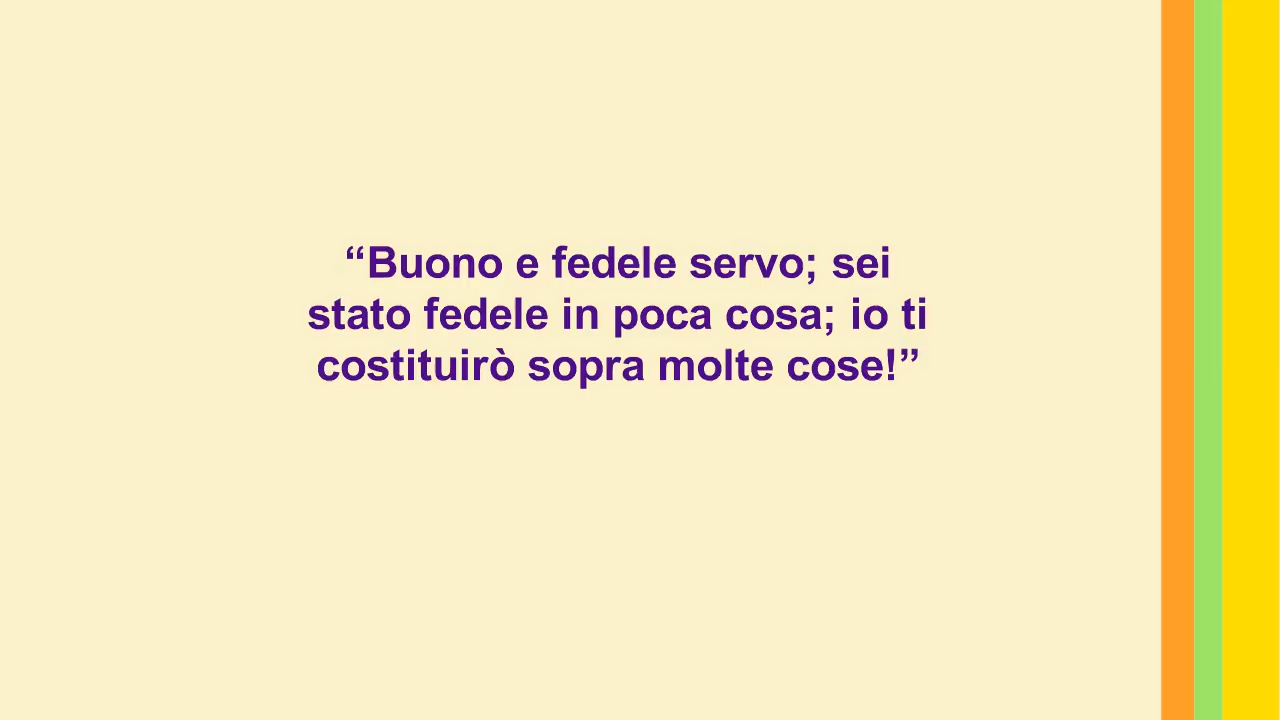 “Buono e fedele servo; sei
stato fedele in poca cosa; io ti
costituirò sopra molte cose!”